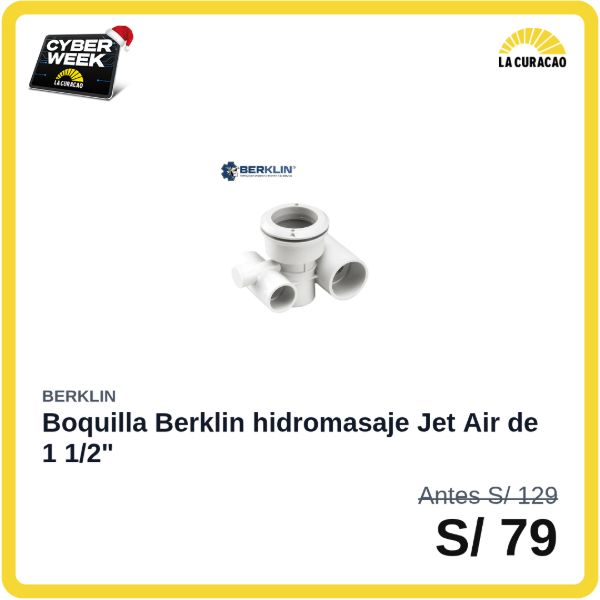 CYBER
WEEK
LA CURACAO
LA CURACAO
BERKLIN®
BERKLIN
Boquilla Berklin hidromasaje Jet Air de
1 1/2"
Antes S/ 129
S/ 79